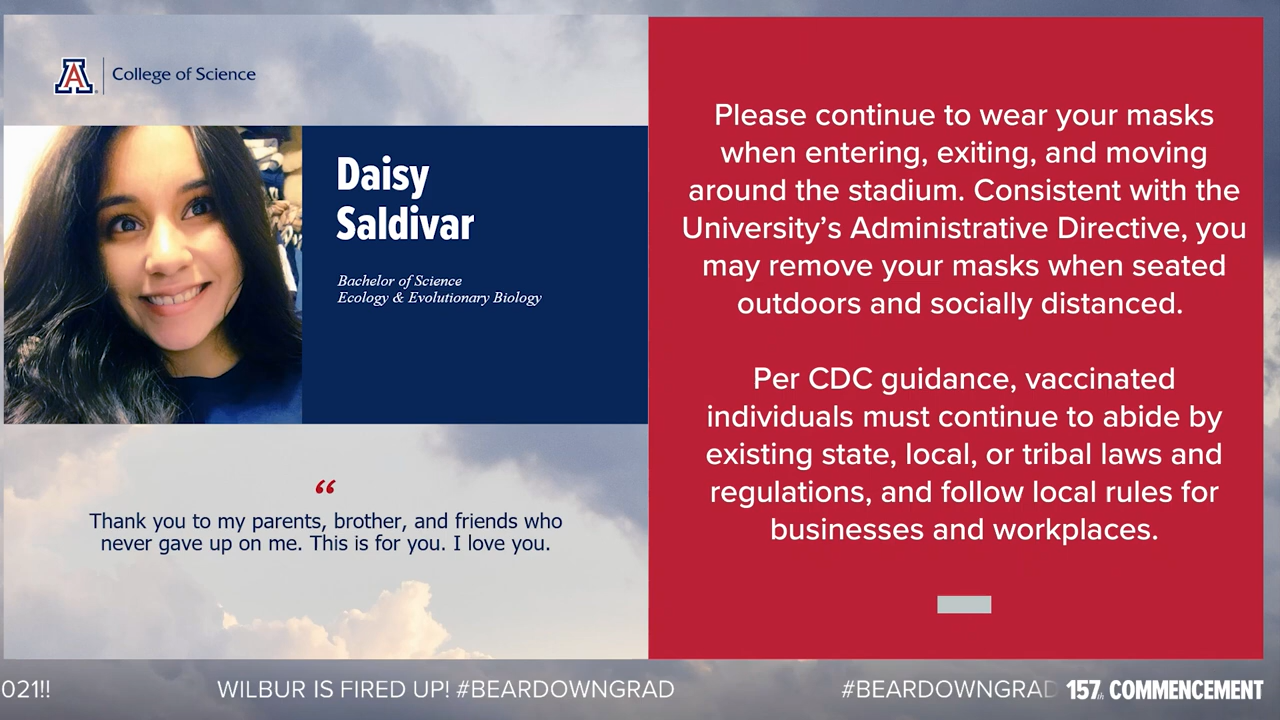 A
College of Science
Daisy
Saldivar
Bachelor of Science
Ecology & Evolutionary Biology
“
Thank you to my parents, brother, and friends who
never gave up on me. This is for you. I love you.
Please continue to wear your masks
when entering, exiting, and moving
around the stadium. Consistent with the
University’s Administrative Directive, you
may remove your masks when seated
outdoors and socially distanced.
Per CDC guidance, vaccinated
individuals must continue to abide by
existing state, local, or tribal laws and
regulations, and follow local rules for
businesses and workplaces.
021!! WILBUR IS FIRED UP! #BEARDOWNGRAD #BEARDOWNGRAD 157th COMMENCEMENT